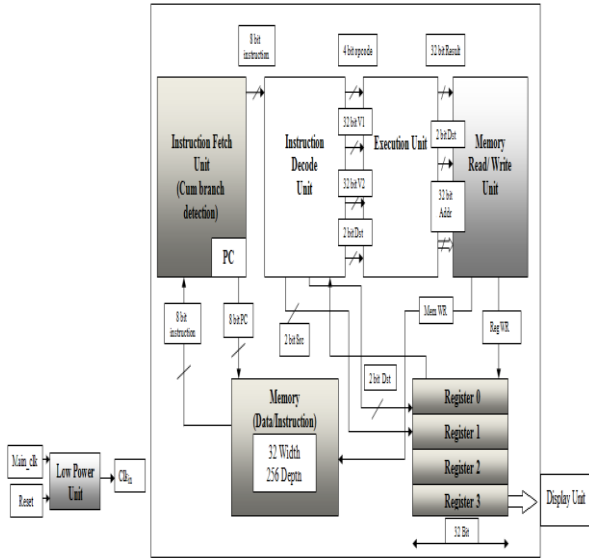 8 bit
instruction
4 bit opcode
32 bit Result
Instruction Fetch
Unit
(Cum branch
detection)
PC
Instruction
Decode
Unit
32 bit V1
32 bit V2
2 bit Dst
Execution Unit
2 bit Dst
32 bit
Addr
Memory
Read/ Write
Unit
8 bit
instruction
8 bit PC
2 bit Src
2 bit Dst
Mem WR
Reg WR
Memory
(Data/Instruction)
32 Width
256 Deptn
Register 0
Register 1
Register 2
Register 3
32 Bit
Display Unit
Main_clk
Reset
Low Power
Unit
Clk_in